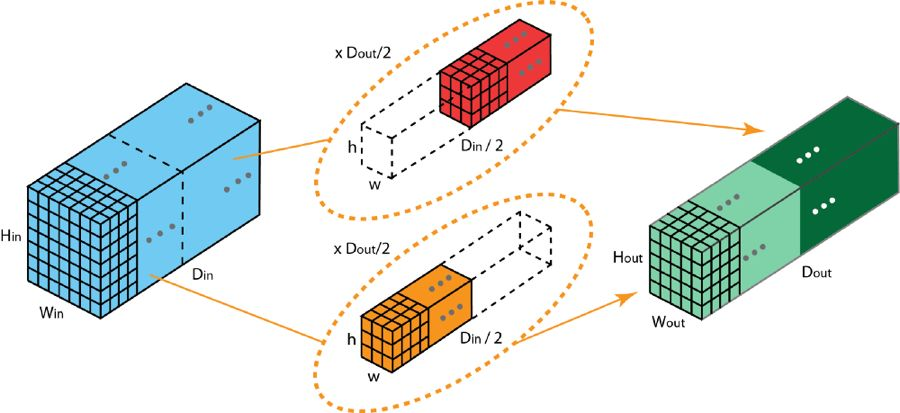 x Dout/2
h
w
Din / 2
Hin
Win
Din
x Dout/2
h
w
Din / 2
Hout
Wout
Dout